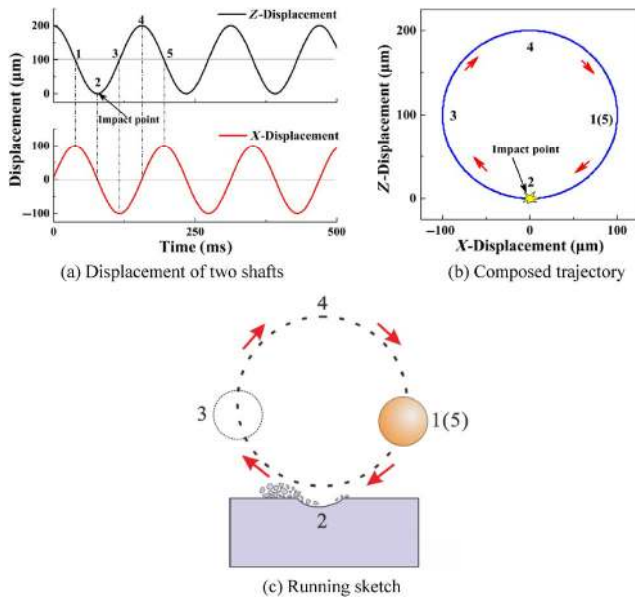 Z-Displacement
X-Displacement
Displacement (μm)
200
100
0
100
0
−100
1
2
3
4
5
Impact point
0
250
500
Time (ms)
(a) Displacement of two shafts
Z-Displacement (μm)
200
100
0
4
3
1(5)
Impact point
2
−100
0
100
X-Displacement (μm)
(b) Composed trajectory
4
3
1(5)
2
(c) Running sketch